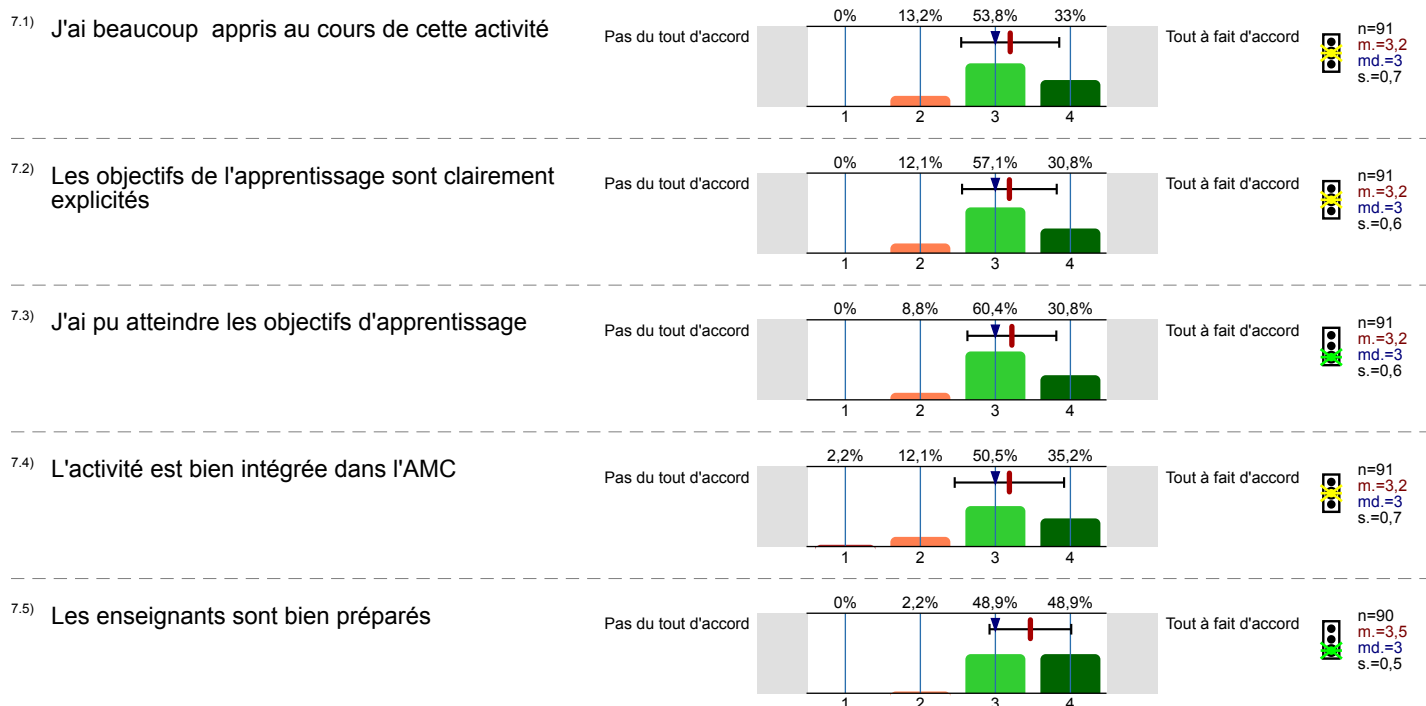 7.1) J'ai beaucoup appris au cours de cette activité
Pas du tout d'accord
0% 13,2% 53,8% 33%
1 2 3 4
Tout à fait d'accord
n=91
m.=3,2
md.=3
s.=0,7
7.2) Les objectifs de l'apprentissage sont clairement
explicités
Pas du tout d'accord
0% 12,1% 57,1% 30,8%
1 2 3 4
Tout à fait d'accord
n=91
m.=3,2
md.=3
s.=0,6
7.3) J'ai pu atteindre les objectifs d'apprentissage
Pas du tout d'accord
0% 8,8% 60,4% 30,8%
1 2 3 4
Tout à fait d'accord
n=91
m.=3,2
md.=3
s.=0,6
7.4) L'activité est bien intégrée dans l'AMC
Pas du tout d'accord
2,2% 12,1% 50,5% 35,2%
1 2 3 4
Tout à fait d'accord
n=91
m.=3,2
md.=3
s.=0,7
7.5) Les enseignants sont bien préparés
Pas du tout d'accord
0% 2,2% 48,9% 48,9%
1 2 3 4
Tout à fait d'accord
n=90
m.=3,5
md.=3
s.=0,5